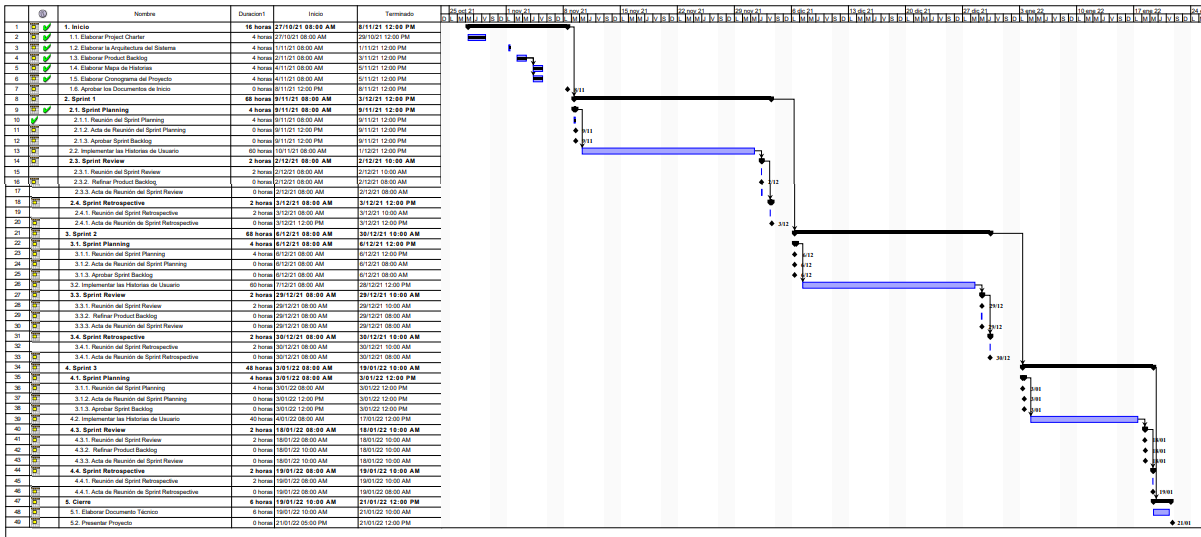 Nombre Duracion1 Inicio Terminado 25 oct 21 1 nov 21 8 nov 21 15 nov 21 22 nov 21 29 nov 21 6 dic 21 13 dic 21 20 dic 21 27 dic 21 3 ene 22 10 ene 22 17 ene 22
1 1. Inicio 16 horas 27/10/21 08:00 AM 8/11/21 12:00 PM
2 1.1. Elaborar Project Charter 4 horas 27/10/21 08:00 AM 29/10/21 12:00 PM
3 1.2. Elaborar la Arquitectura del Sistema 4 horas 1/11/21 08:00 AM 1/11/21 12:00 PM
4 1.3. Elaborar Product Backlog 4 horas 2/11/21 08:00 AM 3/11/21 12:00 PM
5 1.4. Elaborar Mapa de Historias 4 horas 4/11/21 08:00 AM 5/11/21 12:00 PM
6 1.5. Elaborar Cronograma del Proyecto 4 horas 4/11/21 08:00 AM 5/11/21 12:00 PM
7 1.6. Aprobar los Documentos de Inicio 0 horas 8/11/21 08:00 AM 8/11/21 12:00 PM 8/11
8 2. Sprint 1 68 horas 9/11/21 08:00 AM 3/12/21 12:00 PM
9 2.1. Sprint Planning 4 horas 9/11/21 08:00 AM 9/11/21 12:00 PM
10 2.1.1. Reunión del Sprint Planning 4 horas 9/11/21 08:00 AM 9/11/21 12:00 PM
11 2.1.2. Acta de Reunión del Sprint Planning 0 horas 9/11/21 12:00 PM 9/11/21 12:00 PM 9/11
12 2.1.3. Aprobar Sprint Backlog 0 horas 9/11/21 12:00 PM 9/11/21 12:00 PM 9/11
13 2.2. Implementar las Historias de Usuario 60 horas 10/11/21 08:00 AM 1/12/21 12:00 PM
14 2.3. Sprint Review 2 horas 2/12/21 08:00 AM 2/12/21 10:00 AM
15 2.3.1. Reunión del Sprint Review 2 horas 2/12/21 08:00 AM 2/12/21 10:00 AM
16 2.3.2. Refinar Product Backlog 0 horas 2/12/21 08:00 AM 2/12/21 08:00 AM 2/12
17 2.3.3. Acta de Reunión del Sprint Review 0 horas 2/12/21 08:00 AM 2/12/21 08:00 AM
18 2.4. Sprint Retrospective 2 horas 3/12/21 08:00 AM 3/12/21 12:00 PM
19 2.4.1. Reunión del Sprint Retrospective 2 horas 3/12/21 08:00 AM 3/12/21 10:00 AM
20 2.4.1. Acta de Reunión de Sprint Retrospective 0 horas 3/12/21 12:00 PM 3/12/21 12:00 PM 3/12
21 3. Sprint 2 68 horas 6/12/21 08:00 AM 30/12/21 10:00 AM
22 3.1. Sprint Planning 4 horas 6/12/21 08:00 AM 6/12/21 12:00 PM
23 3.1.1. Reunión del Sprint Planning 4 horas 6/12/21 08:00 AM 6/12/21 12:00 PM 6/12
24 3.1.2. Acta de Reunión del Sprint Planning 0 horas 6/12/21 08:00 AM 6/12/21 08:00 AM 6/12
25 3.1.3. Aprobar Sprint Backlog 0 horas 6/12/21 08:00 AM 6/12/21 08:00 AM 6/12
26 3.2. Implementar las Historias de Usuario 60 horas 7/12/21 08:00 AM 28/12/21 12:00 PM
27 3.3. Sprint Review 2 horas 29/12/21 08:00 AM 29/12/21 10:00 AM
28 3.3.1. Reunión del Sprint Review 2 horas 29/12/21 08:00 AM 29/12/21 10:00 AM 29/12
29 3.3.2. Refinar Product Backlog 0 horas 29/12/21 08:00 AM 29/12/21 08:00 AM
30 3.3.3. Acta de Reunión del Sprint Review 0 horas 29/12/21 08:00 AM 29/12/21 08:00 AM 29/12
31 3.4. Sprint Retrospective 2 horas 30/12/21 08:00 AM 30/12/21 10:00 AM
32 3.4.1. Reunión del Sprint Retrospective 2 horas 30/12/21 08:00 AM 30/12/21 10:00 AM
33 3.4.1. Acta de Reunión de Sprint Retrospective 0 horas 30/12/21 08:00 AM 30/12/21 08:00 AM 30/12
34 4. Sprint 3 48 horas 3/01/22 08:00 AM 19/01/22 10:00 AM
35 4.1. Sprint Planning 4 horas 3/01/22 08:00 AM 3/01/22 12:00 PM
36 3.1.1. Reunión del Sprint Planning 4 horas 3/01/22 08:00 AM 3/01/22 12:00 PM 3/01
37 3.1.2. Acta de Reunión del Sprint Planning 0 horas 3/01/22 12:00 PM 3/01/22 12:00 PM 3/01
38 3.1.3. Aprobar Sprint Backlog 0 horas 3/01/22 12:00 PM 3/01/22 12:00 PM 3/01
39 4.2. Implementar las Historias de Usuario 40 horas 4/01/22 08:00 AM 17/01/22 12:00 PM
40 4.3. Sprint Review 2 horas 18/01/22 08:00 AM 18/01/22 10:00 AM
41 4.3.1. Reunión del Sprint Review 2 horas 18/01/22 08:00 AM 18/01/22 10:00 AM 18/01
42 4.3.2. Refinar Product Backlog 0 horas 18/01/22 10:00 AM 18/01/22 10:00 AM 18/01
43 4.3.3. Acta de Reunión del Sprint Review 0 horas 18/01/22 10:00 AM 18/01/22 10:00 AM 18/01
44 4.4. Sprint Retrospective 2 horas 19/01/22 08:00 AM 19/01/22 10:00 AM
45 4.4.1. Reunión del Sprint Retrospective 2 horas 19/01/22 08:00 AM 19/01/22 10:00 AM
46 4.4.1. Acta de Reunión de Sprint Retrospective 0 horas 19/01/22 08:00 AM 19/01/22 08:00 AM 19/01
47 5. Cierre 6 horas 19/01/22 10:00 AM 21/01/22 12:00 PM
48 5.1. Elaborar Documento Técnico 6 horas 19/01/22 10:00 AM 21/01/22 10:00 AM
49 5.2. Presentar Proyecto 0 horas 21/01/22 05:00 PM 21/01/22 12:00 PM 21/01